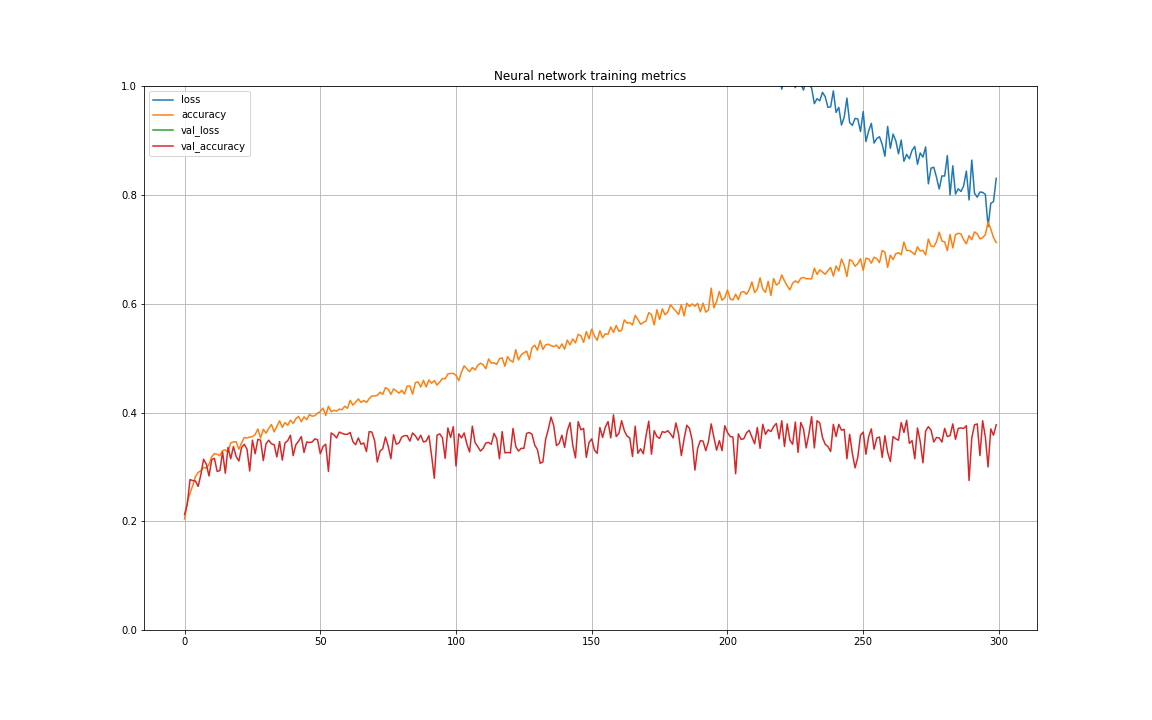 Neural network training metrics
1.0
loss
accuracy
val_loss
val_accuracy
0.8
0.6
0.4
0.2
0.0
0 50 100 150 200 250 300